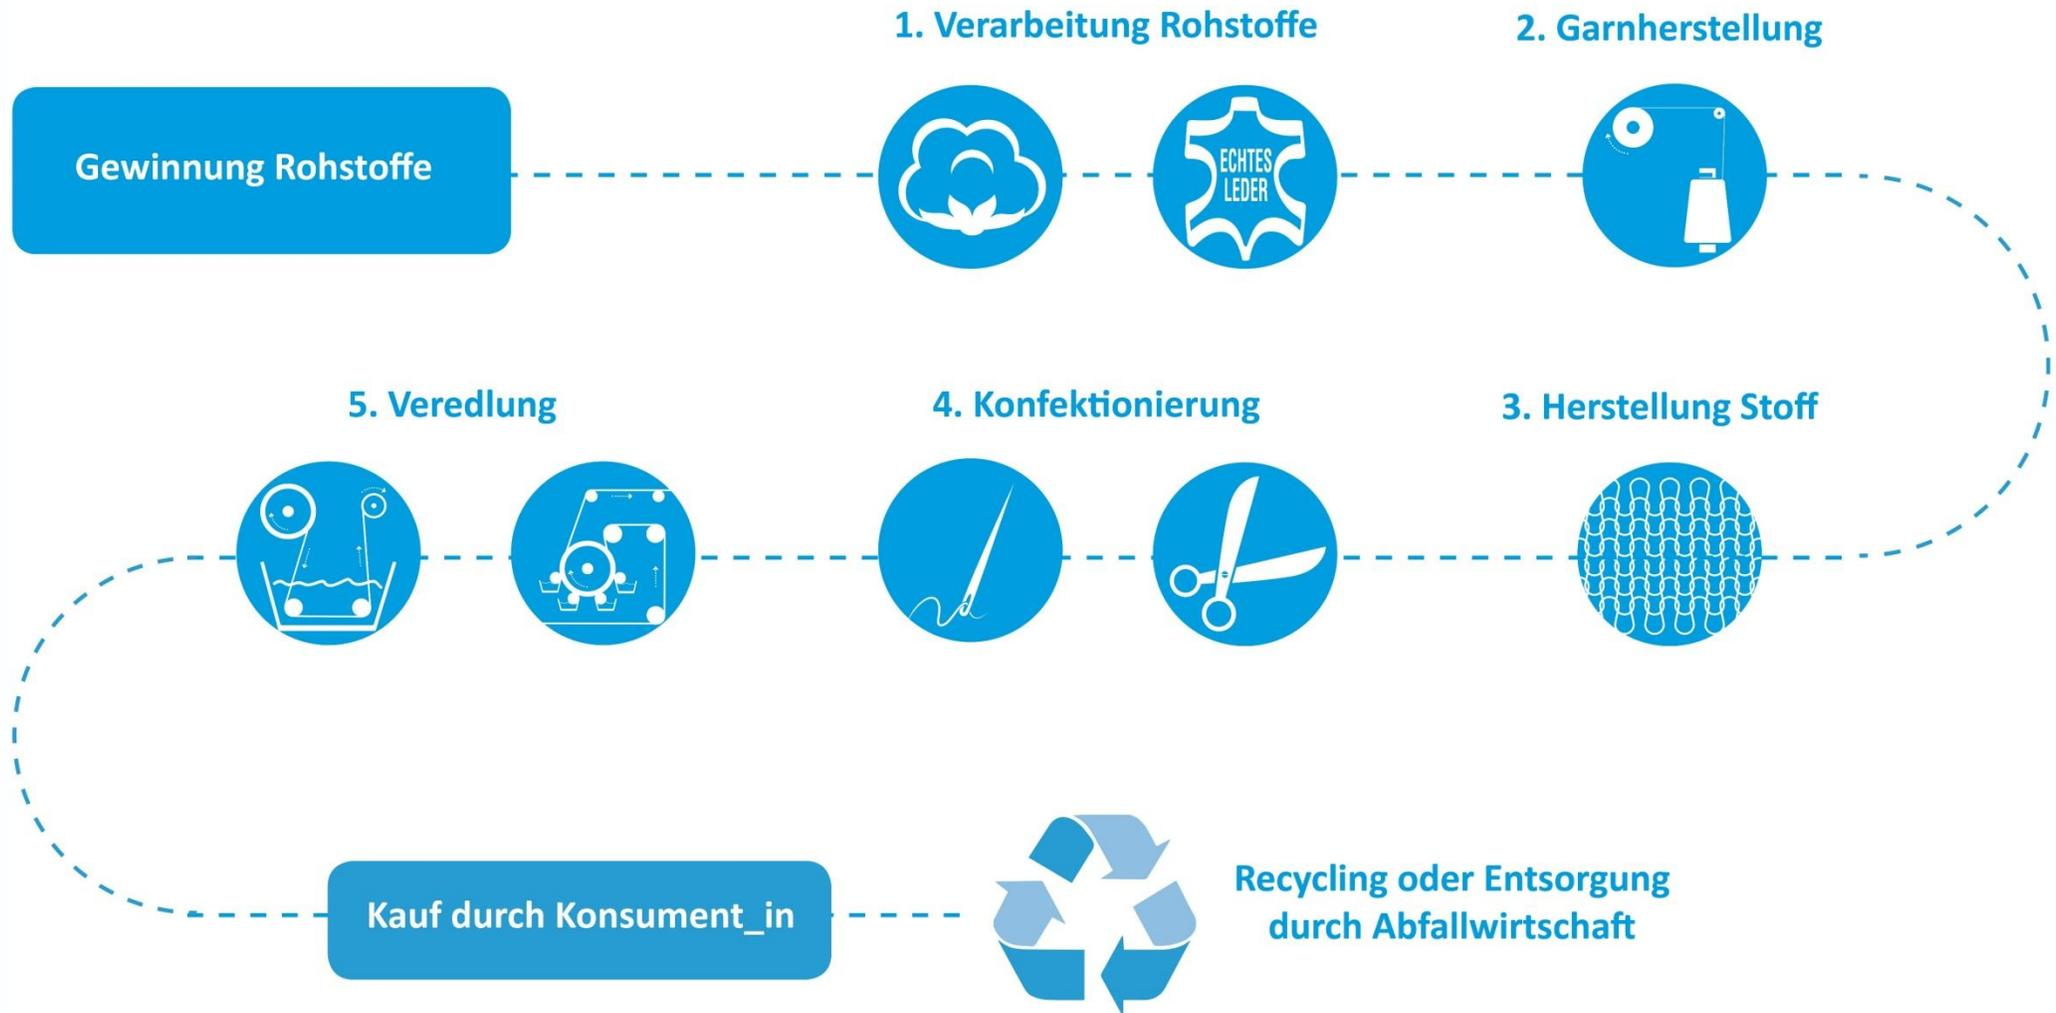 1. Verarbeitung Rohstoffe
2. Garnherstellung
Gewinnung Rohstoffe
ECHTES
LEDER
5. Veredlung
4. Konfektionierung
3. Herstellung Stoff
Kauf durch Konsument_in
Recycling oder Entsorgung
durch Abfallwirtschaft